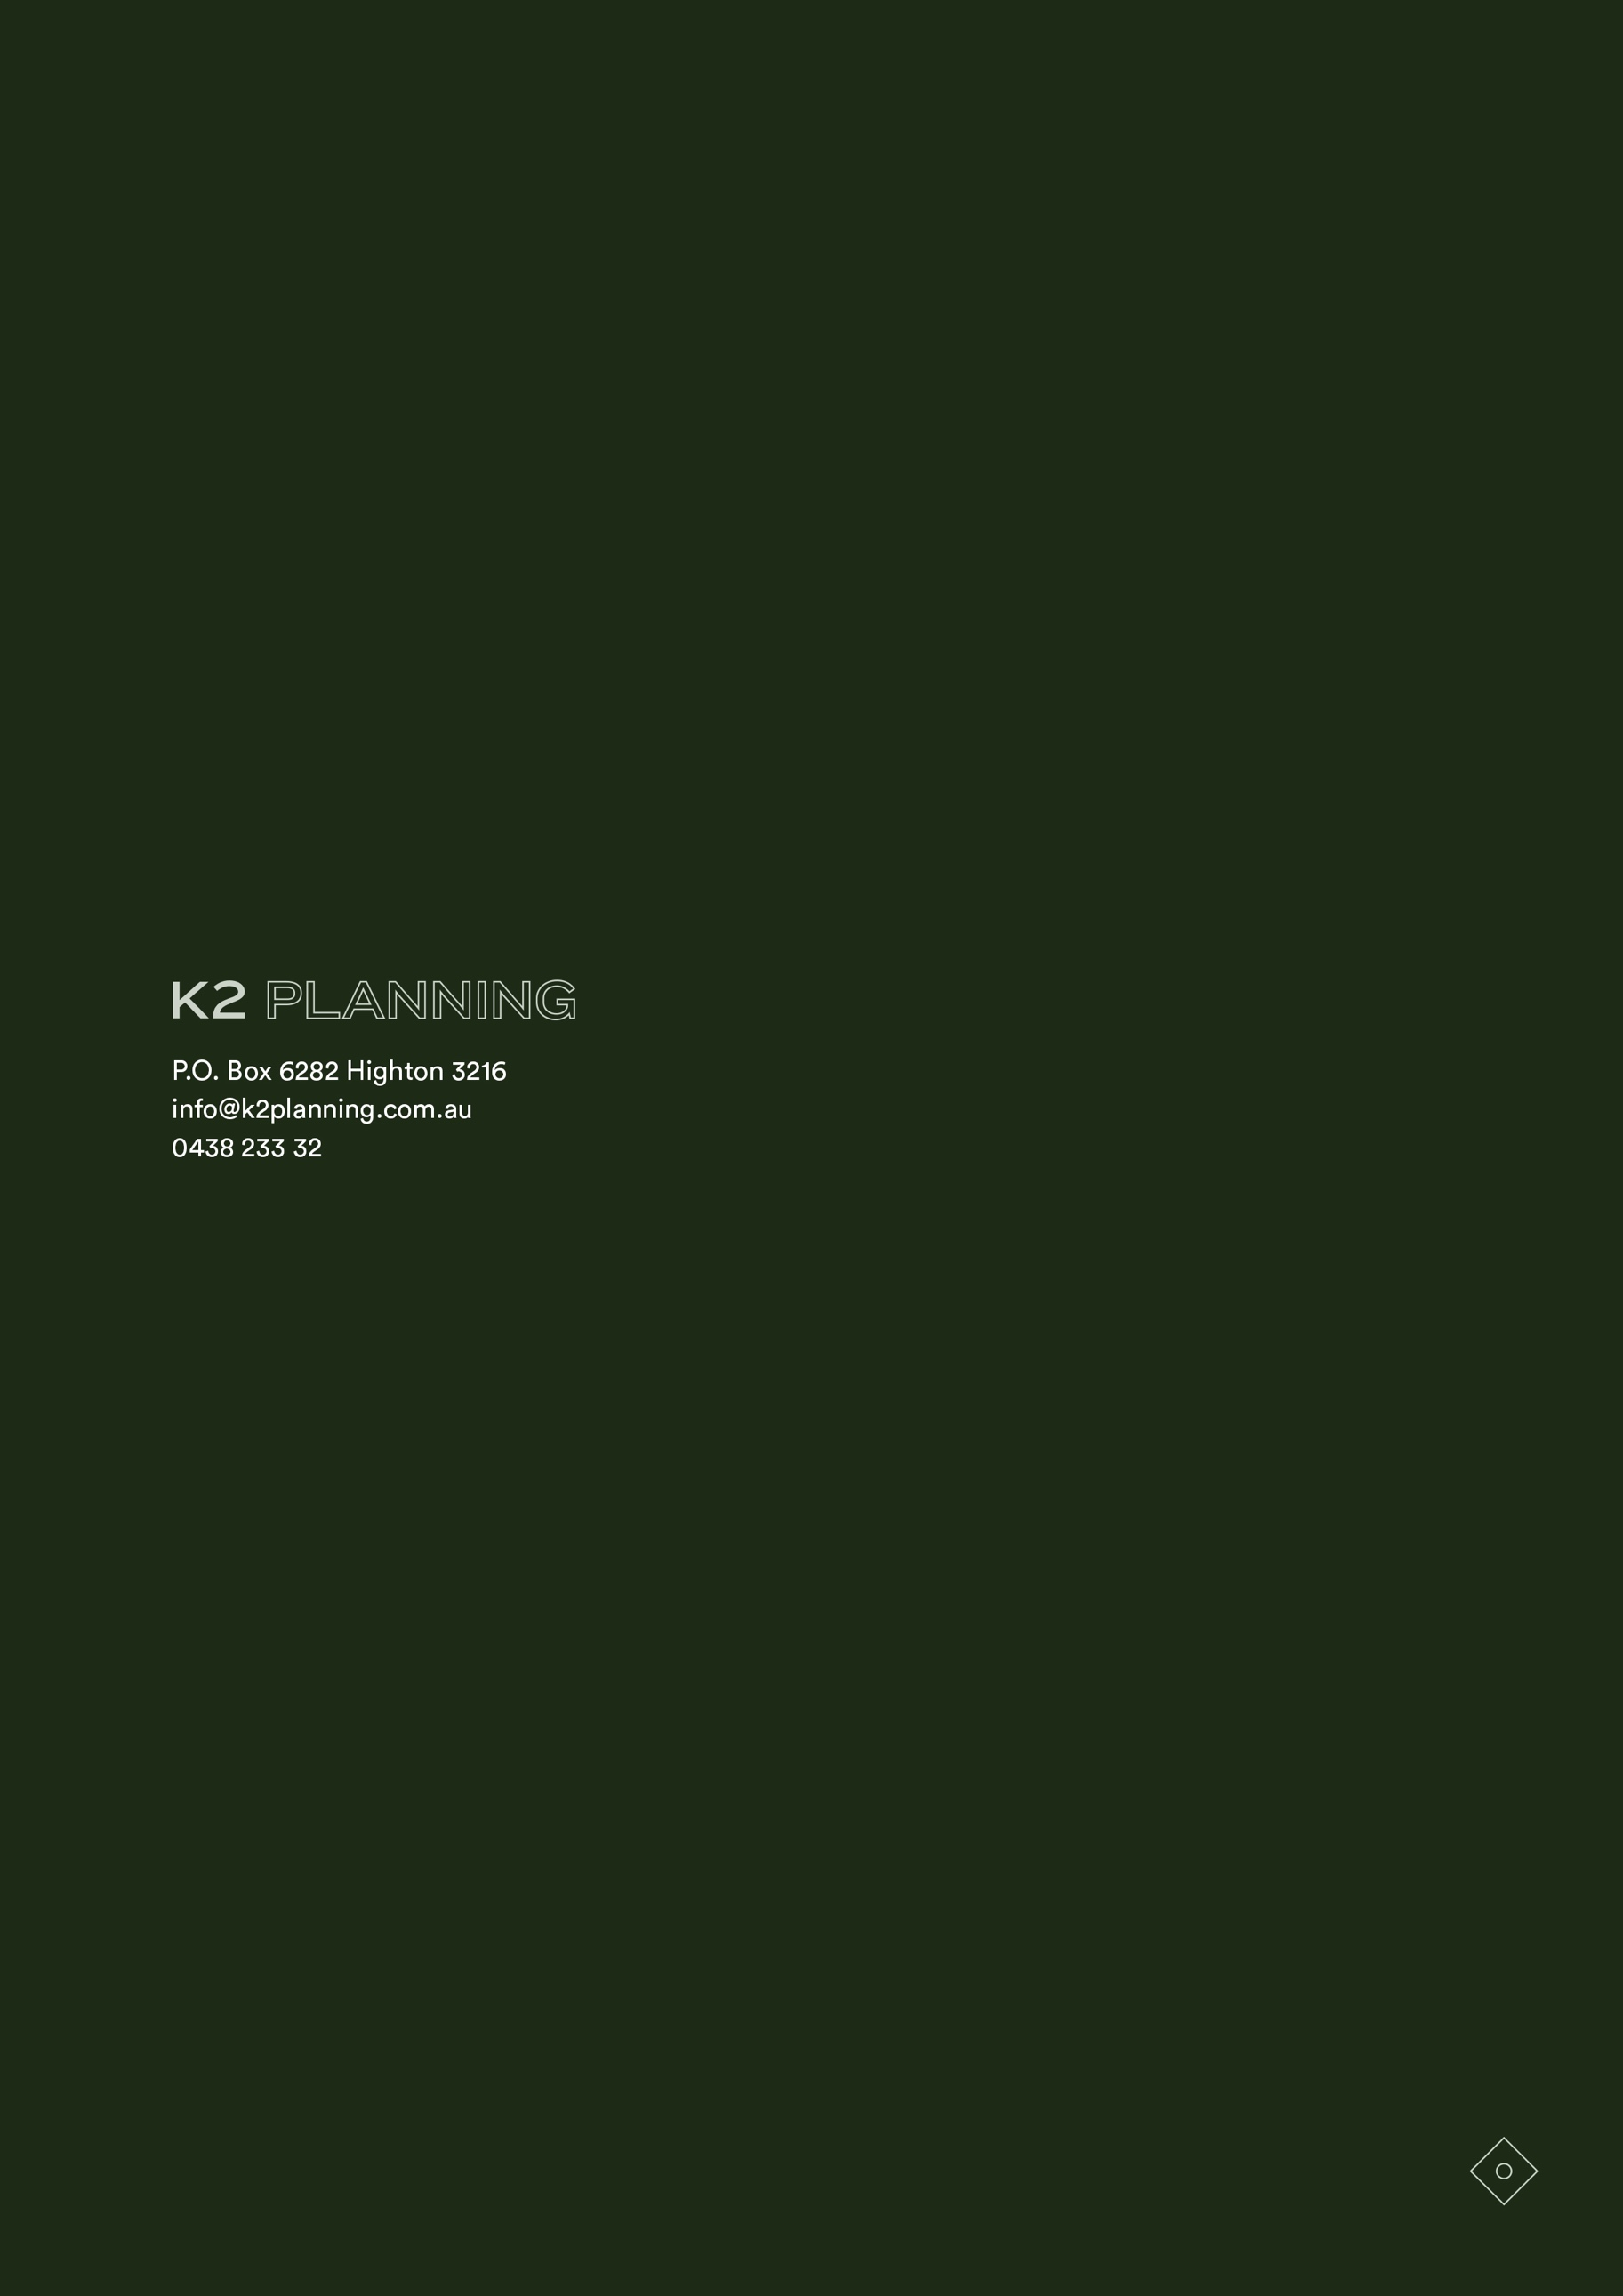 K2 PLANNING
P.O. Box 6282 Highton 3216
info@k2planning.com.au
0438 233 32